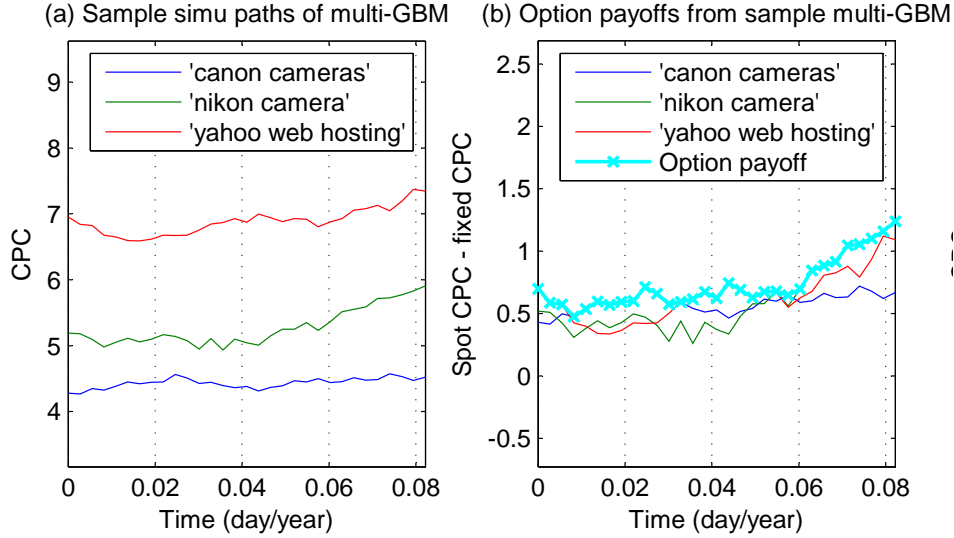 (a) Sample simu paths of multi-GBM
CPC
9
8
7
6
5
4
'canon cameras'
'nikon camera'
'yahoo web hosting'
0 0.02 0.04 0.06 0.08
Time (day/year)
(b) Option payoffs from sample multi-GBM
Spot CPC - fixed CPC
2.5
2
1.5
1
0.5
0
-0.5
'canon cameras'
'nikon camera'
'yahoo web hosting'
Option payoff
0 0.02 0.04 0.06 0.08
Time (day/year)